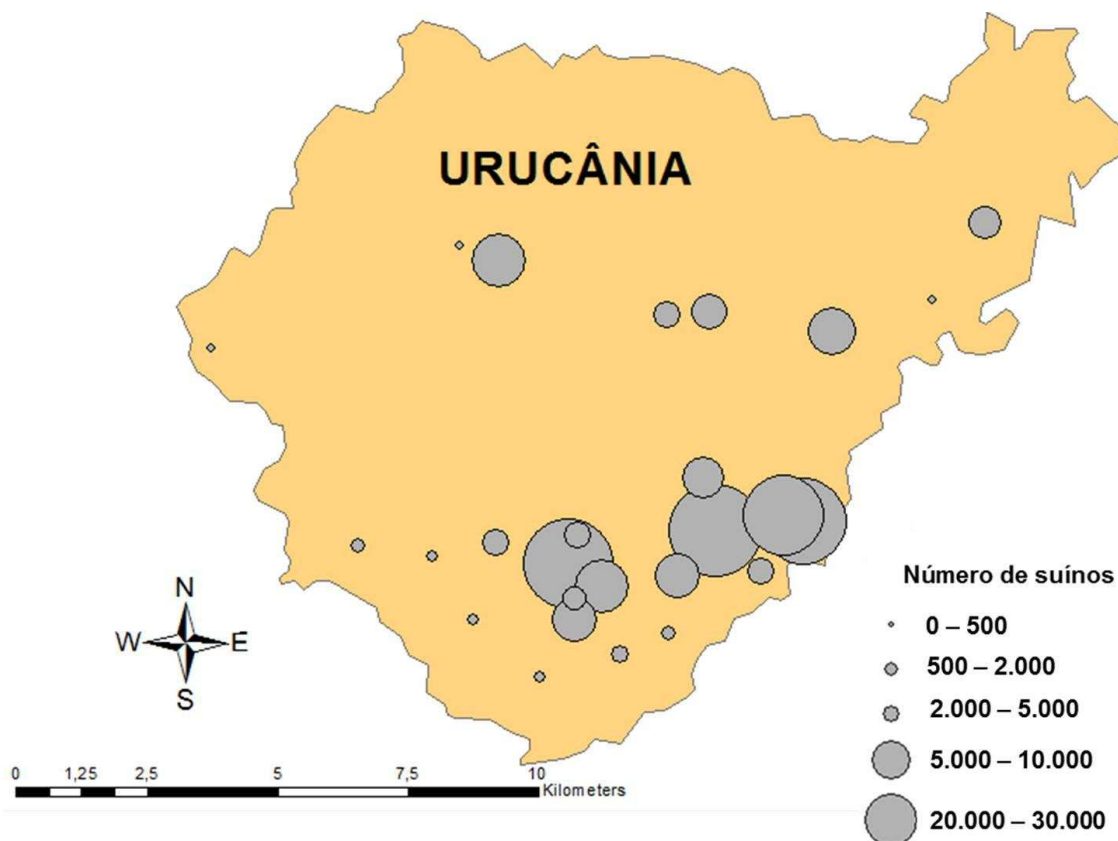 URUCÂNIA
N
W E
S
0 1,25 2,5 5 7,5 10
Kilometers
Número de suínos
0 – 500
500 – 2.000
2.000 – 5.000
5.000 – 10.000
20.000 – 30.000